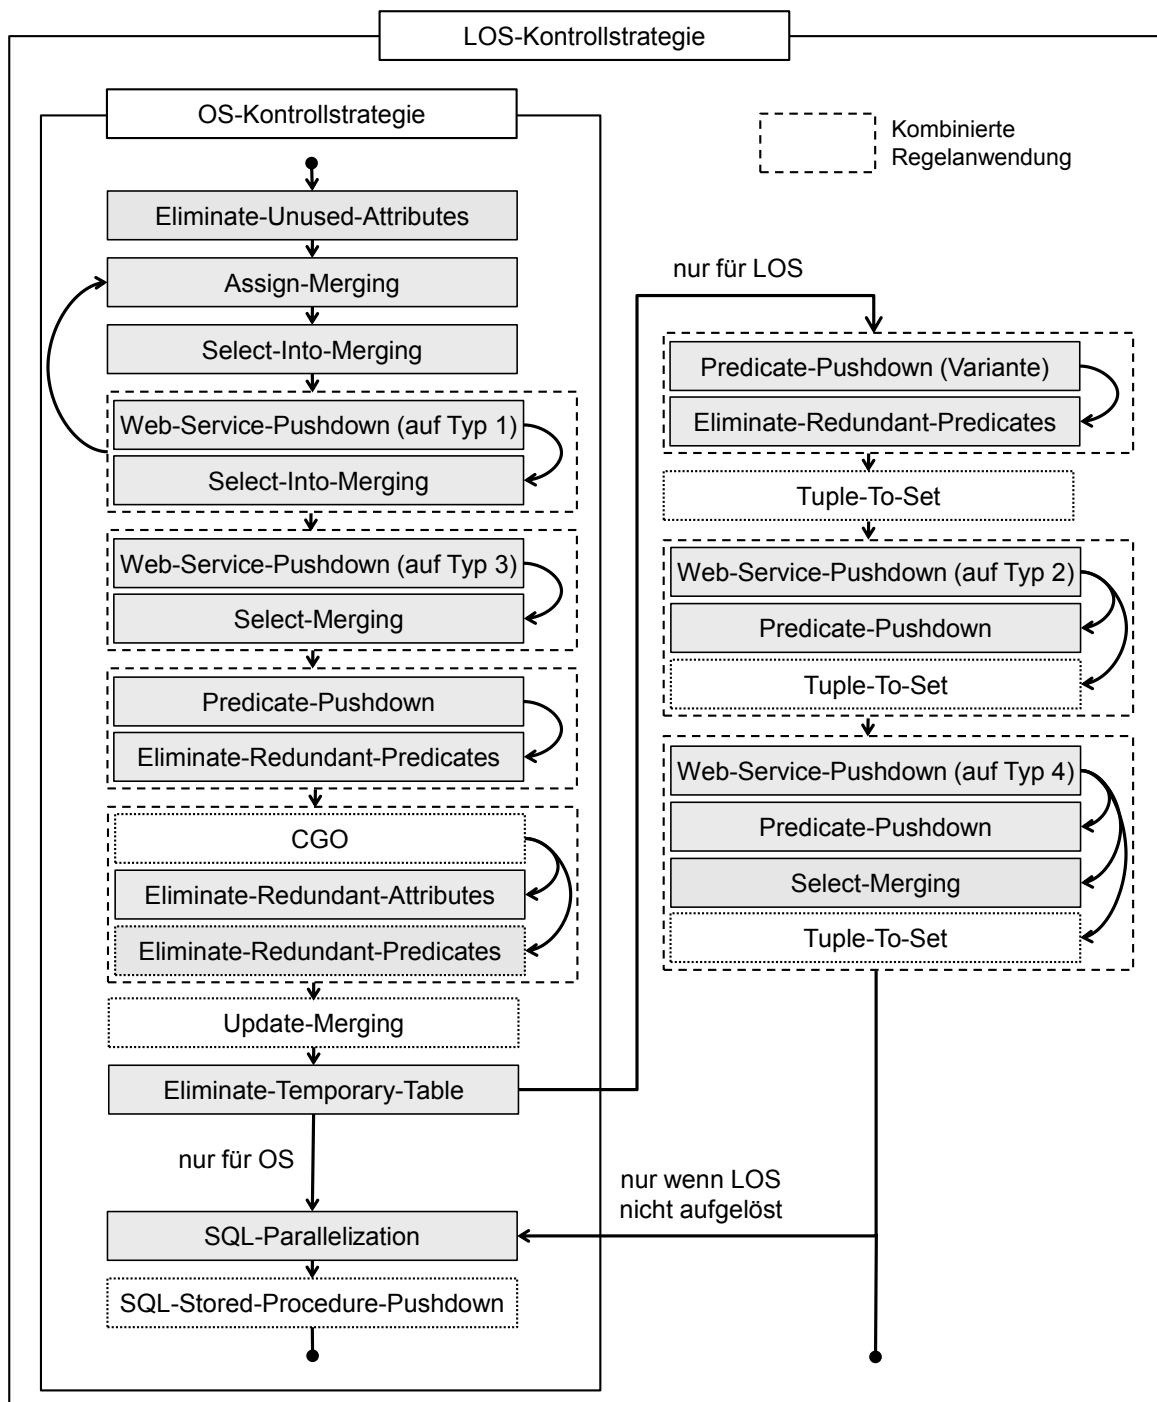 LOS-Kontrollstrategie
OS-Kontrollstrategie
Kombinierte
Regelanwendung
Eliminate-Unused-Attributes
Assign-Merging
Select-Into-Merging
Web-Service-Pushdown (auf Typ 1)
Select-Into-Merging
Web-Service-Pushdown (auf Typ 3)
Select-Merging
Predicate-Pushdown
Eliminate-Redundant-Predicates
CGO
Eliminate-Redundant-Attributes
Eliminate-Redundant-Predicates
Update-Merging
Eliminate-Temporary-Table
nur für OS
SQL-Parallelization
SQL-Stored-Procedure-Pushdown
nur für LOS
Predicate-Pushdown (Variante)
Eliminate-Redundant-Predicates
Tuple-To-Set
Web-Service-Pushdown (auf Typ 2)
Predicate-Pushdown
Tuple-To-Set
Web-Service-Pushdown (auf Typ 4)
Predicate-Pushdown
Select-Merging
Tuple-To-Set
nur wenn LOS
nicht aufgelöst